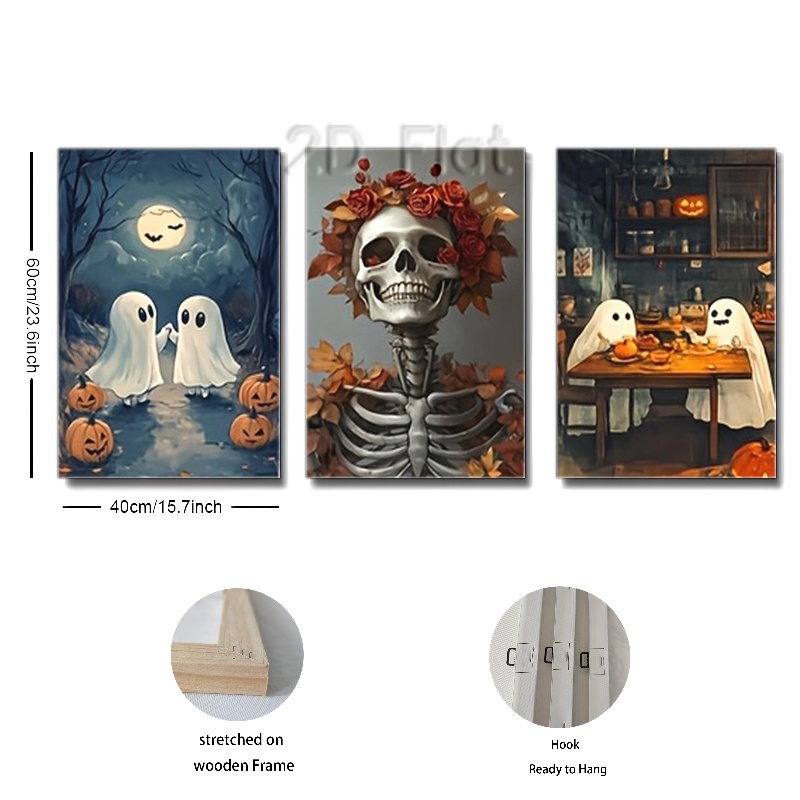 2D Flat
60cm/23.6inch
40cm/15.7inch
stretched on
wooden Frame
Hook
Ready to Hang